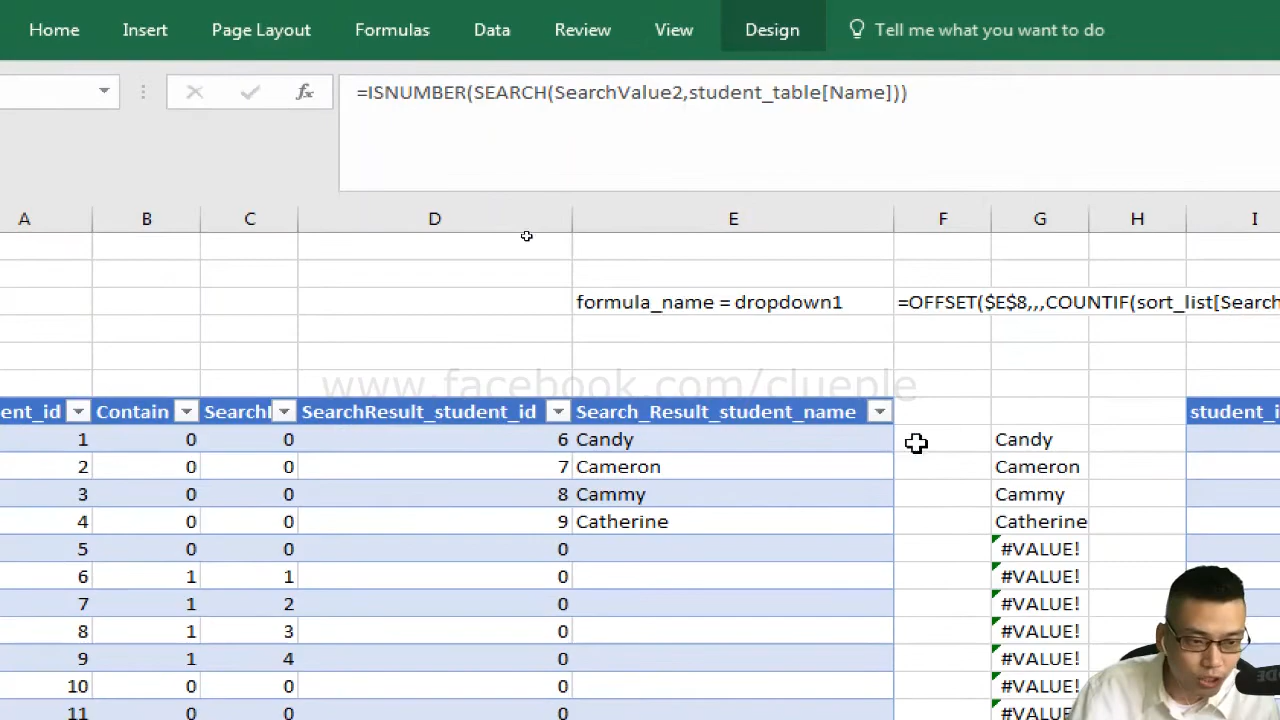 Home Insert Page Layout Formulas Data Review View Design Tell me what you want to do
fx =ISNUMBER(SEARCH(SearchValue2,student_table[Name]))
A B C D E F G H I
formula_name = dropdown1 =OFFSET($E$8,,,COUNTIF(sort_list[Search
www.facebook.com/clueple
ent_id Contain SearchI SearchResult_student_id Search_Result_student_name student_i
1 0 0 6 Candy Candy
2 0 0 7 Cameron Cameron
3 0 0 8 Cammy Cammy
4 0 0 9 Catherine Catherine
5 0 0 0 #VALUE!
6 1 1 0 #VALUE!
7 1 2 0 #VALUE!
8 1 3 0 #VALUE!
9 1 4 0 #VALUE!
10 0 0 0 #VALUE!
11 0 0 0 #VALUE!